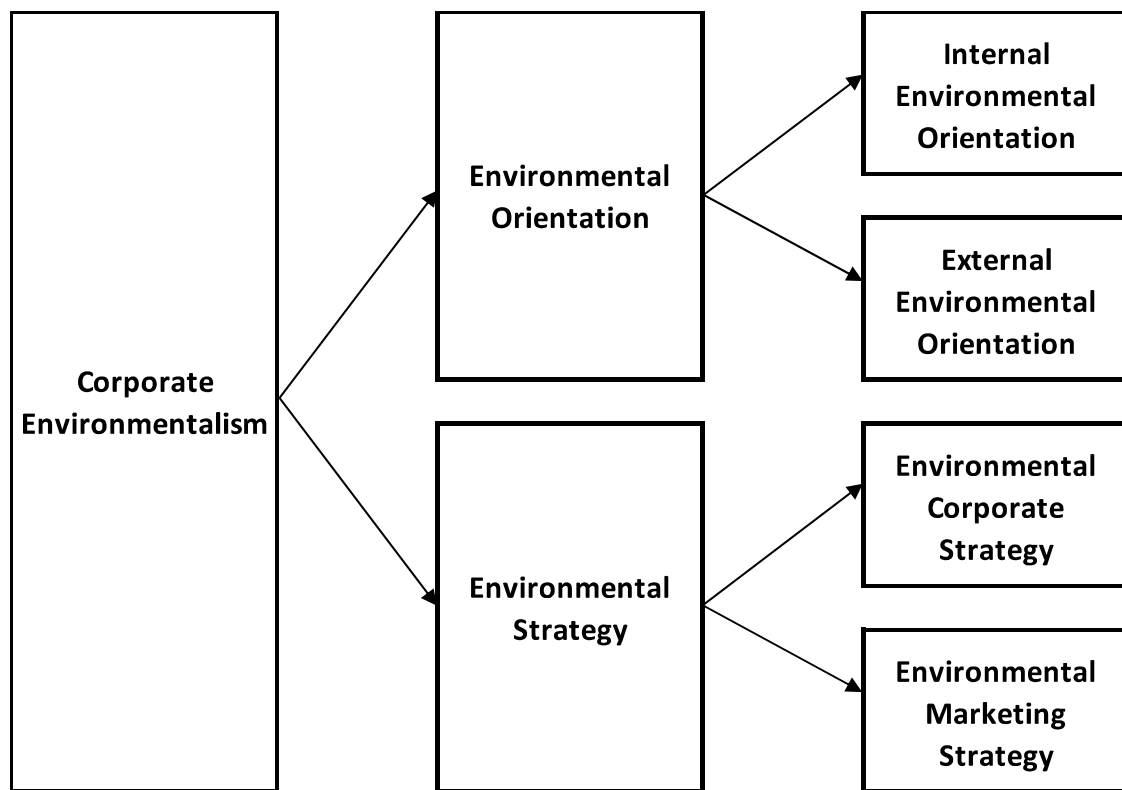 Corporate
Environmentalism
Environmental
Orientation
Environmental
Strategy
Internal
Environmental
Orientation
External
Environmental
Orientation
Environmental
Corporate
Strategy
Environmental
Marketing
Strategy